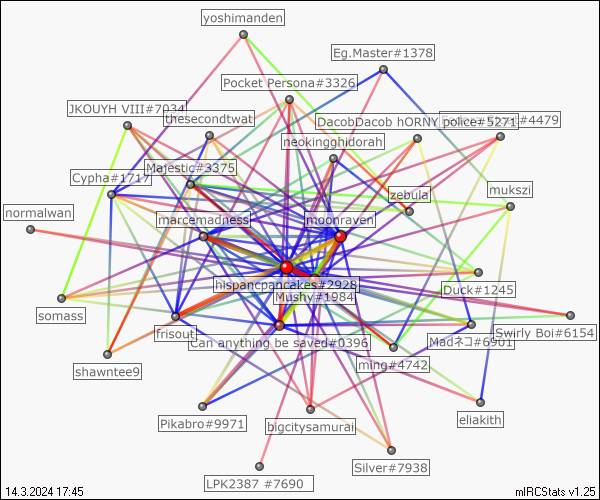 yoshimanden
Eg.Master#1378
Pocket Persona#3326
JKOUYH VIII#7034
thesecondtwat
DacobDacob hORNY police#5271
#4479
neokingghidorah
Majestic#3375
Cypha#1717
zebula
mukszi
normalwan
marcemadness
moonraven
hispancpancakes#2928
Mushy#1984
Duck#1245
somass
frisout
Can anything be saved#0396
Madネコ#6901
Swirly Boi#6154
shawntee9
ming#4742
Pikabro#9971
bigcitysamurai
eliakith
Silver#7938
LPK2387 #7690
14.3.2024 17:45
mIRCStats v1.25